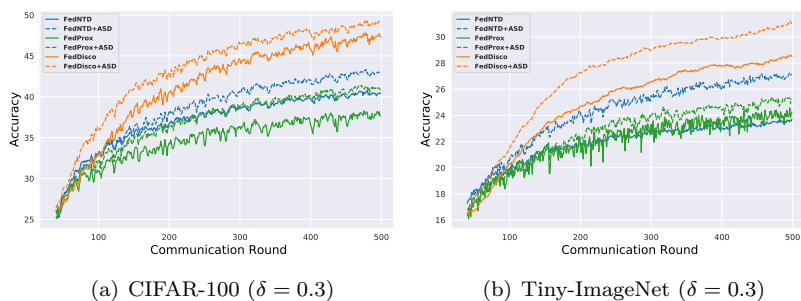 FedNTD
FedNTD+ASD
FedProx
FedProx+ASD
FedDisco
FedDisco+ASD
50
45
40
35
30
25
Accuracy
100 200 300 400 500
Communication Round
(a) CIFAR-100 (δ = 0.3)
FedNTD
FedNTD+ASD
FedProx
FedProx+ASD
FedDisco
FedDisco+ASD
30
28
26
24
22
20
18
16
Accuracy
100 200 300 400 500
Communication Round
(b) Tiny-ImageNet (δ = 0.3)